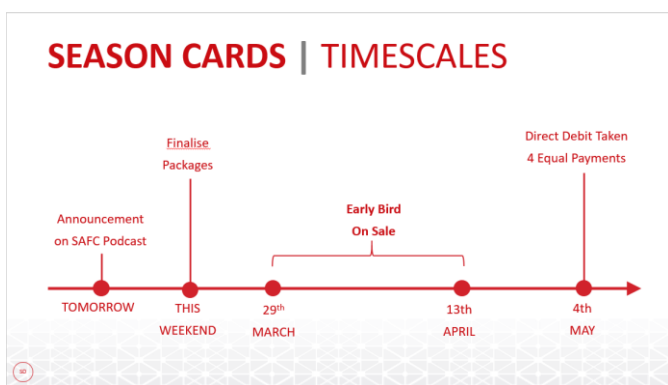 SEASON CARDS | TIMESCALES
Direct Debit Taken
4 Equal Payments
Finalise
Packages
Early Bird
On Sale
Announcement
on SAFC Podcast
TOMORROW
THIS
WEEKEND
29th
MARCH
13th
APRIL
4th
MAY